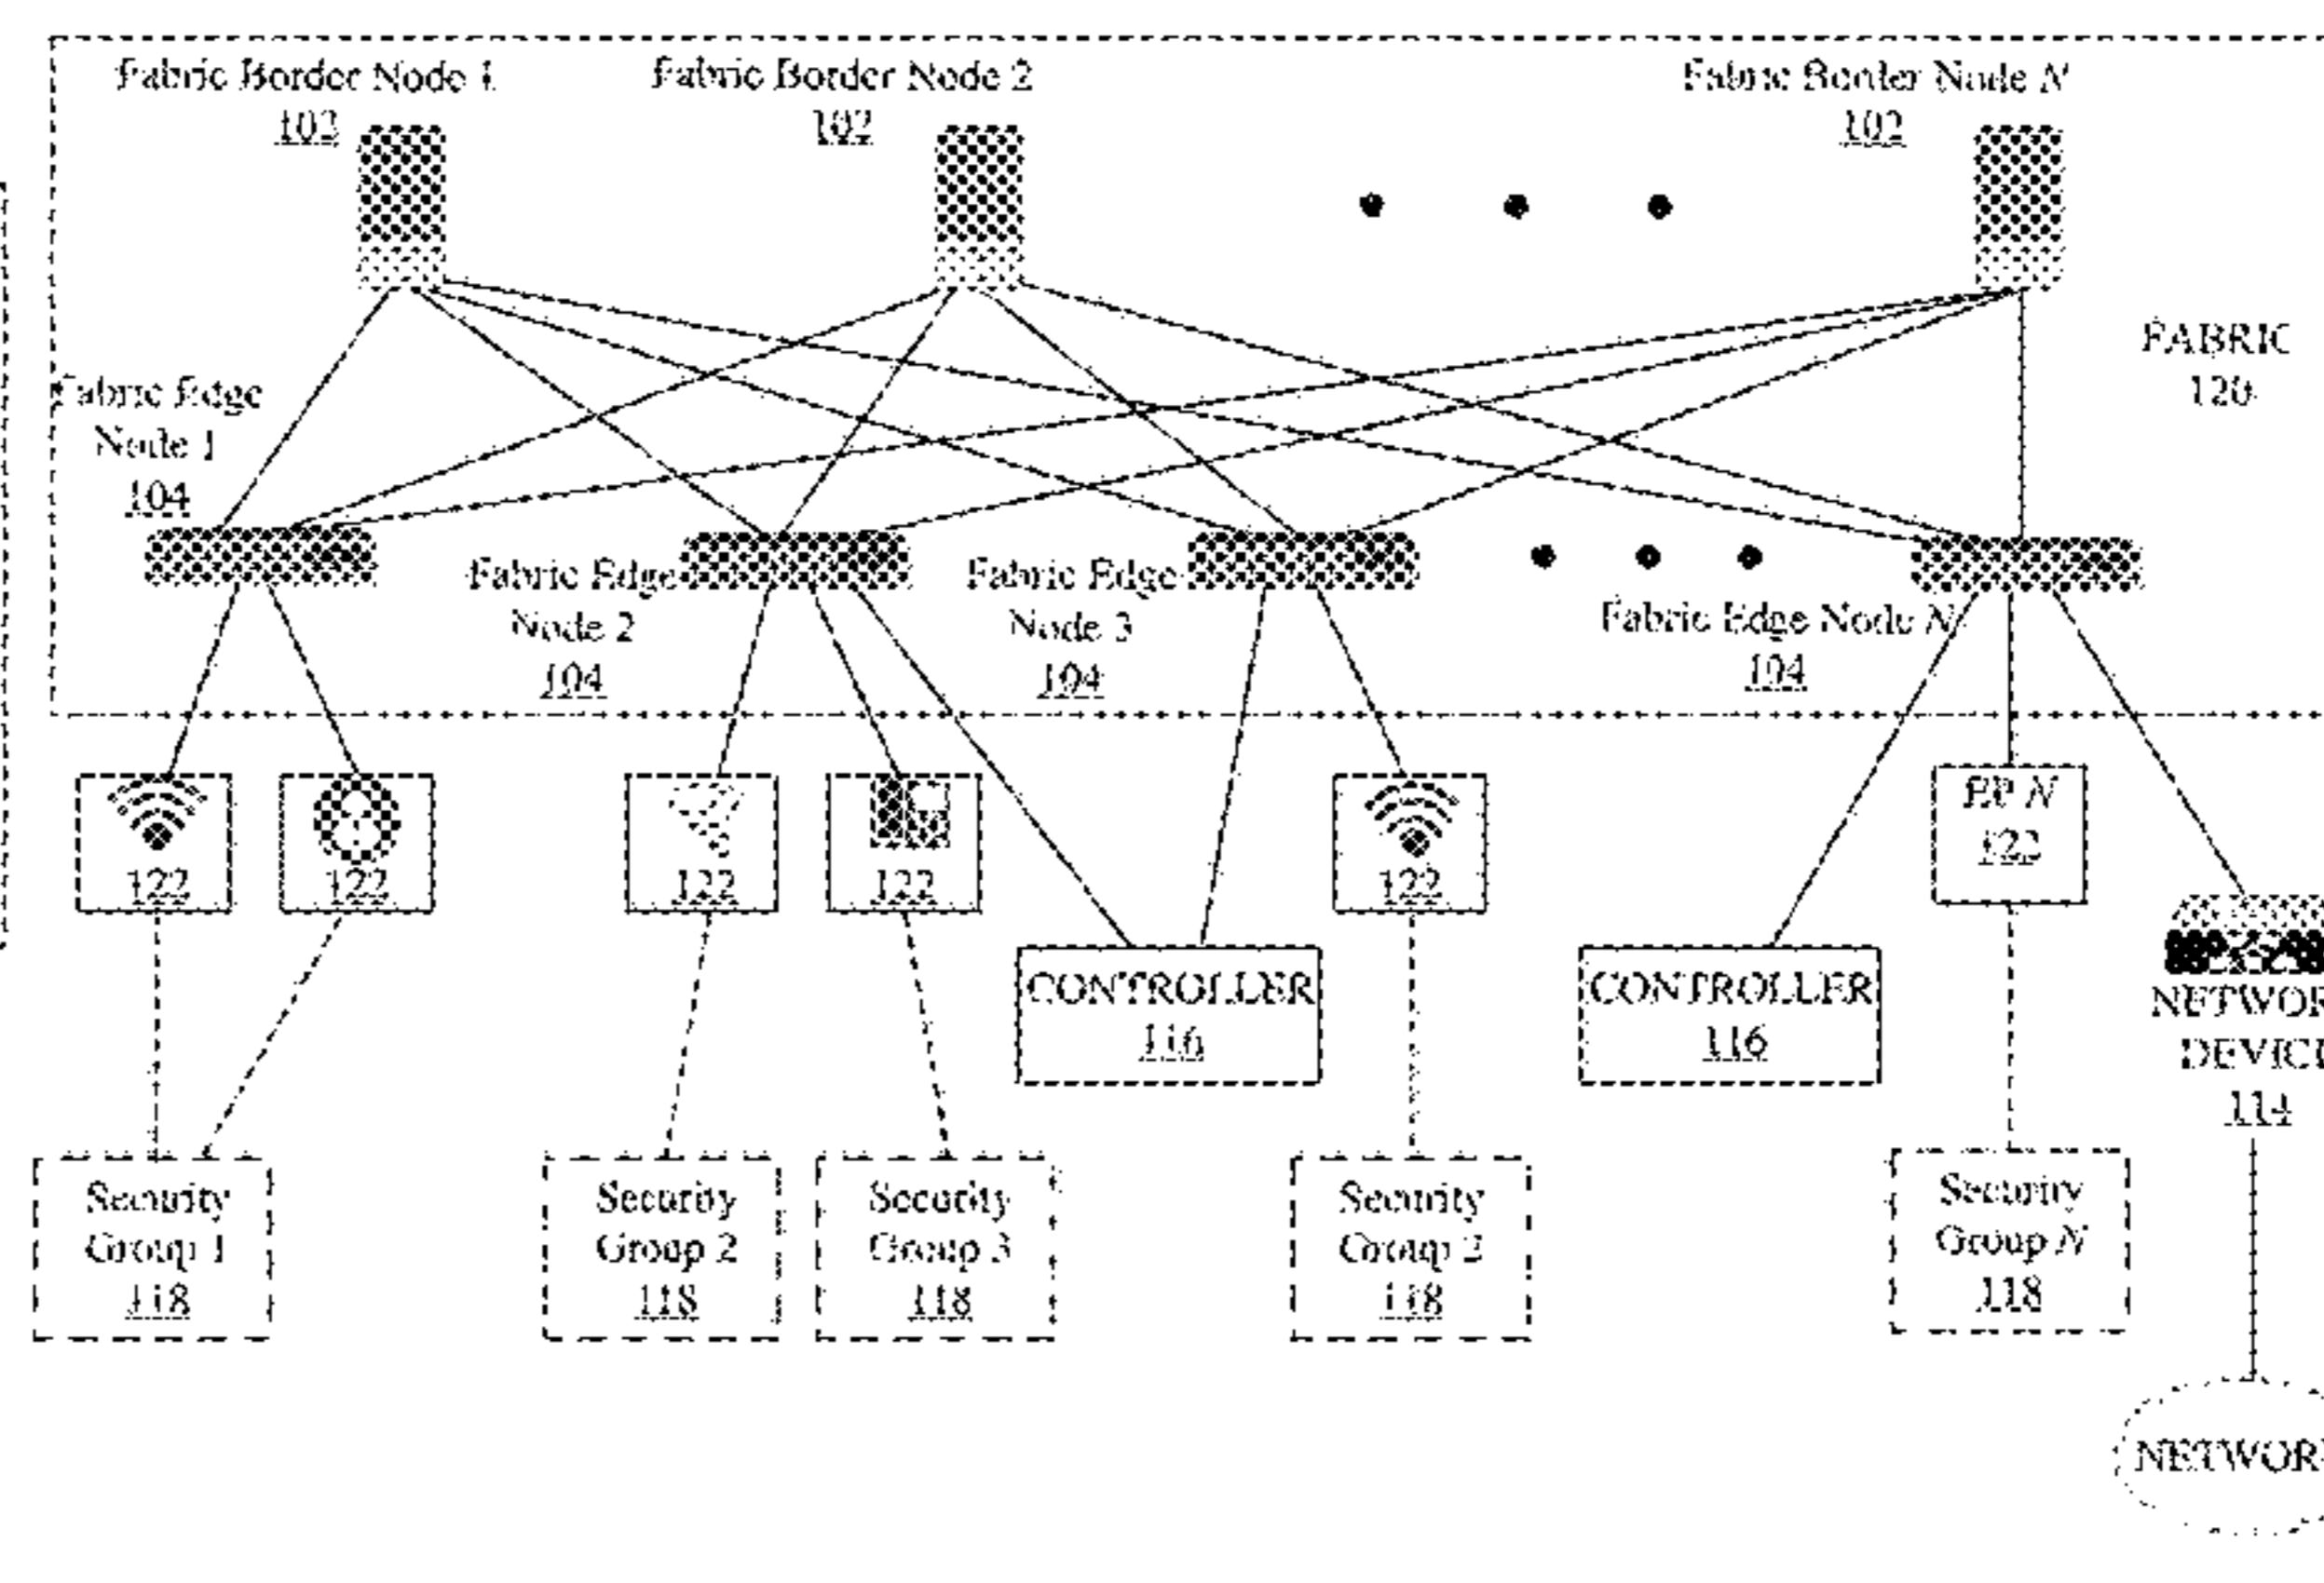 Fabric Border Node 1
102
Fabric Border Node 2
102
Fabric Border Node N
102
FABRIC
120
Fabric Edge
Node 1
104
Fabric Edge
Node 2
104
Fabric Edge
Node 3
104
Fabric Edge Node N
104
122
122
122
122
122
EP N
122
CONTROLLER
116
CONTROLLER
116
NETWOR
DEVIC
114
Security
Group 1
118
Security
Group 2
118
Security
Group 3
118
Security
Group 2
118
Security
Group N
118
NETWOR